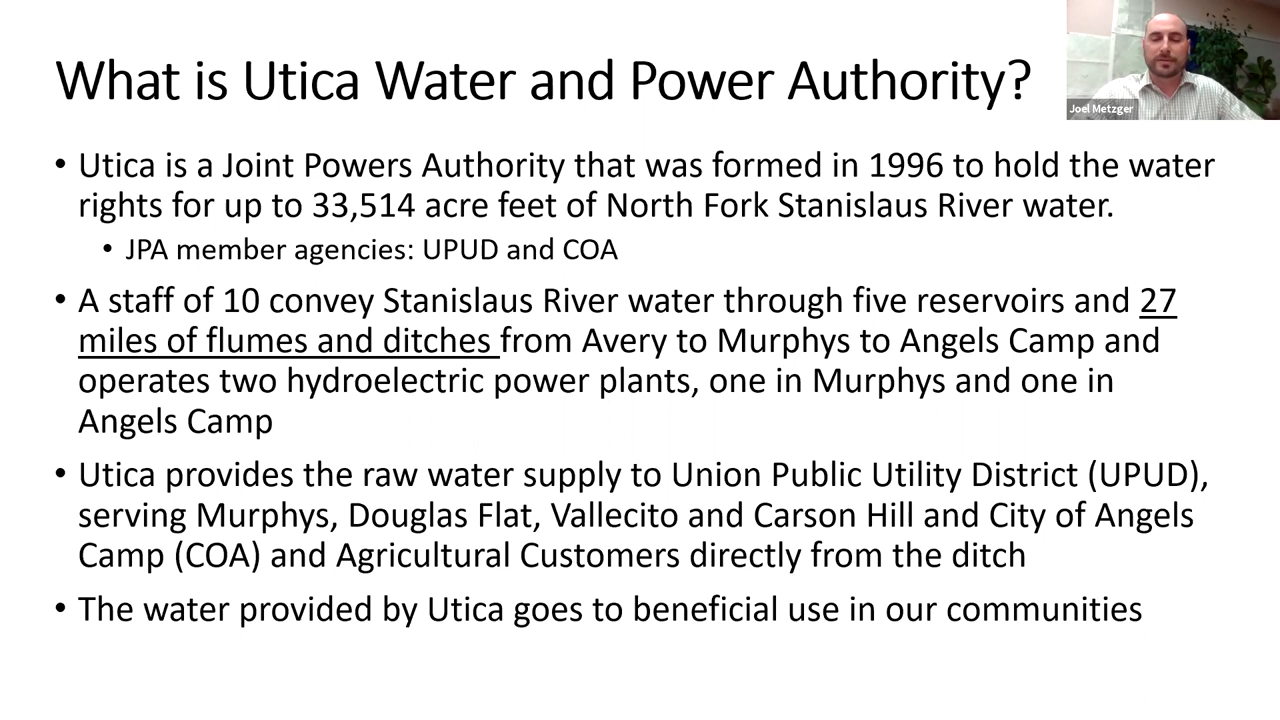 What is Utica Water and Power Authority?
Joel Metzger
• Utica is a Joint Powers Authority that was formed in 1996 to hold the water
rights for up to 33,514 acre feet of North Fork Stanislaus River water.
• JPA member agencies: UPUD and COA
• A staff of 10 convey Stanislaus River water through five reservoirs and 27
miles of flumes and ditches from Avery to Murphys to Angels Camp and
operates two hydroelectric power plants, one in Murphys and one in
Angels Camp
• Utica provides the raw water supply to Union Public Utility District (UPUD),
serving Murphys, Douglas Flat, Vallecito and Carson Hill and City of Angels
Camp (COA) and Agricultural Customers directly from the ditch
• The water provided by Utica goes to beneficial use in our communities